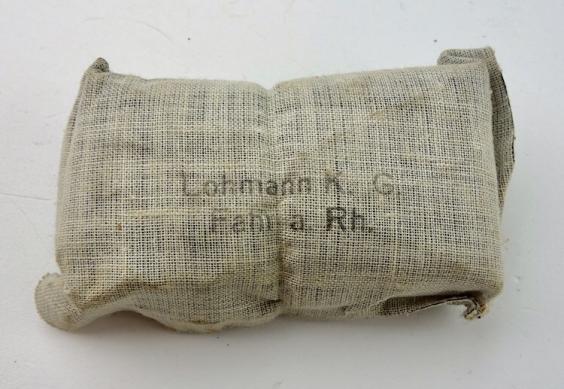 Lohmann K. G.
Fahr a. Rh.